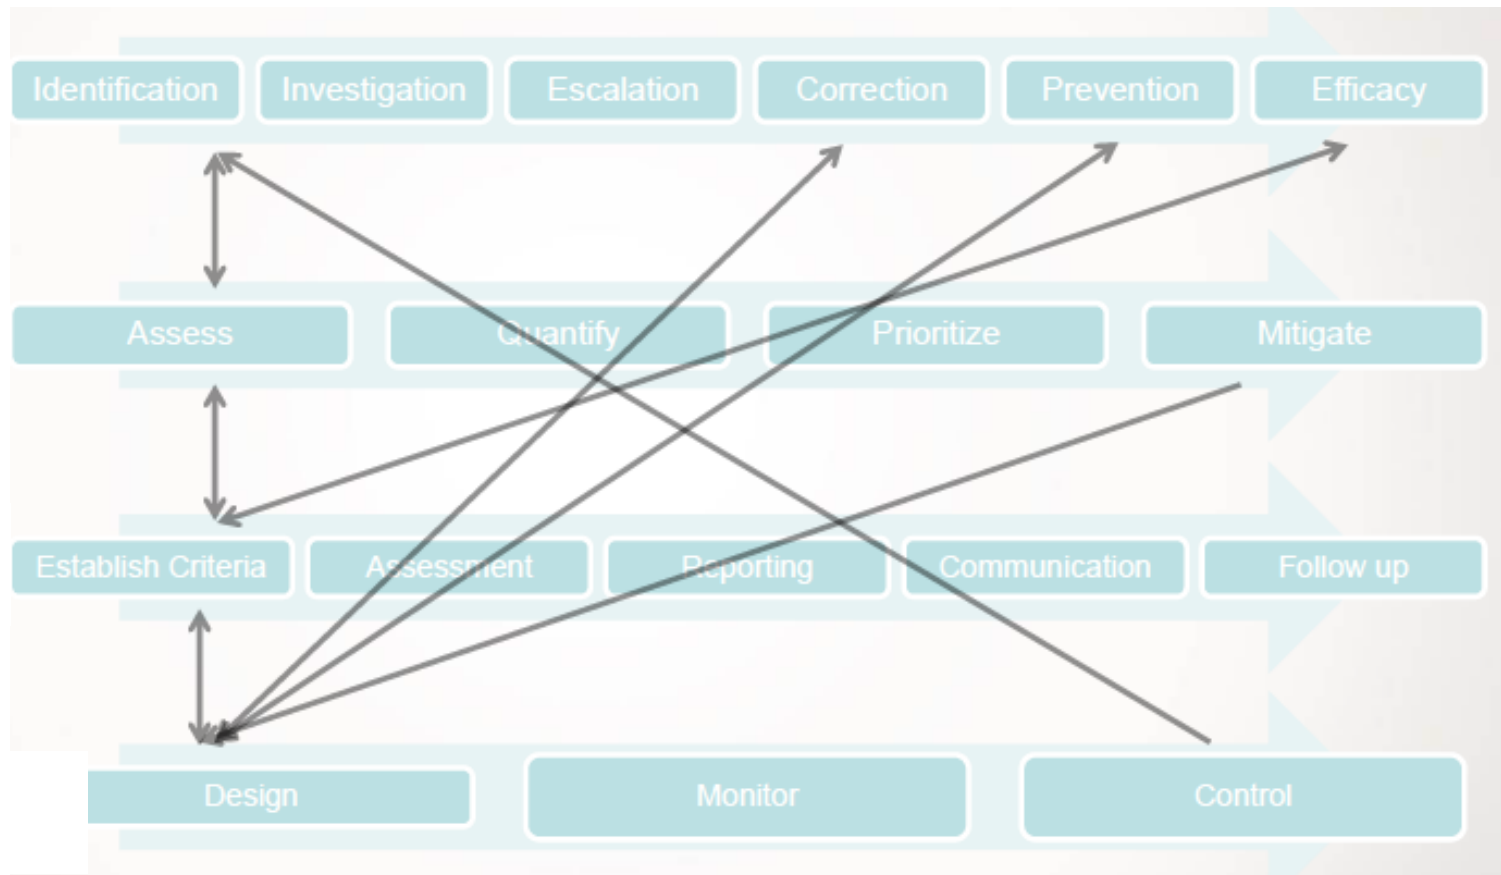 Identification
Investigation
Escalation
Correction
Prevention
Efficacy
Assess
Quantify
Prioritize
Mitigate
Establish Criteria
Assessment
Reporting
Communication
Follow up
Design
Monitor
Control